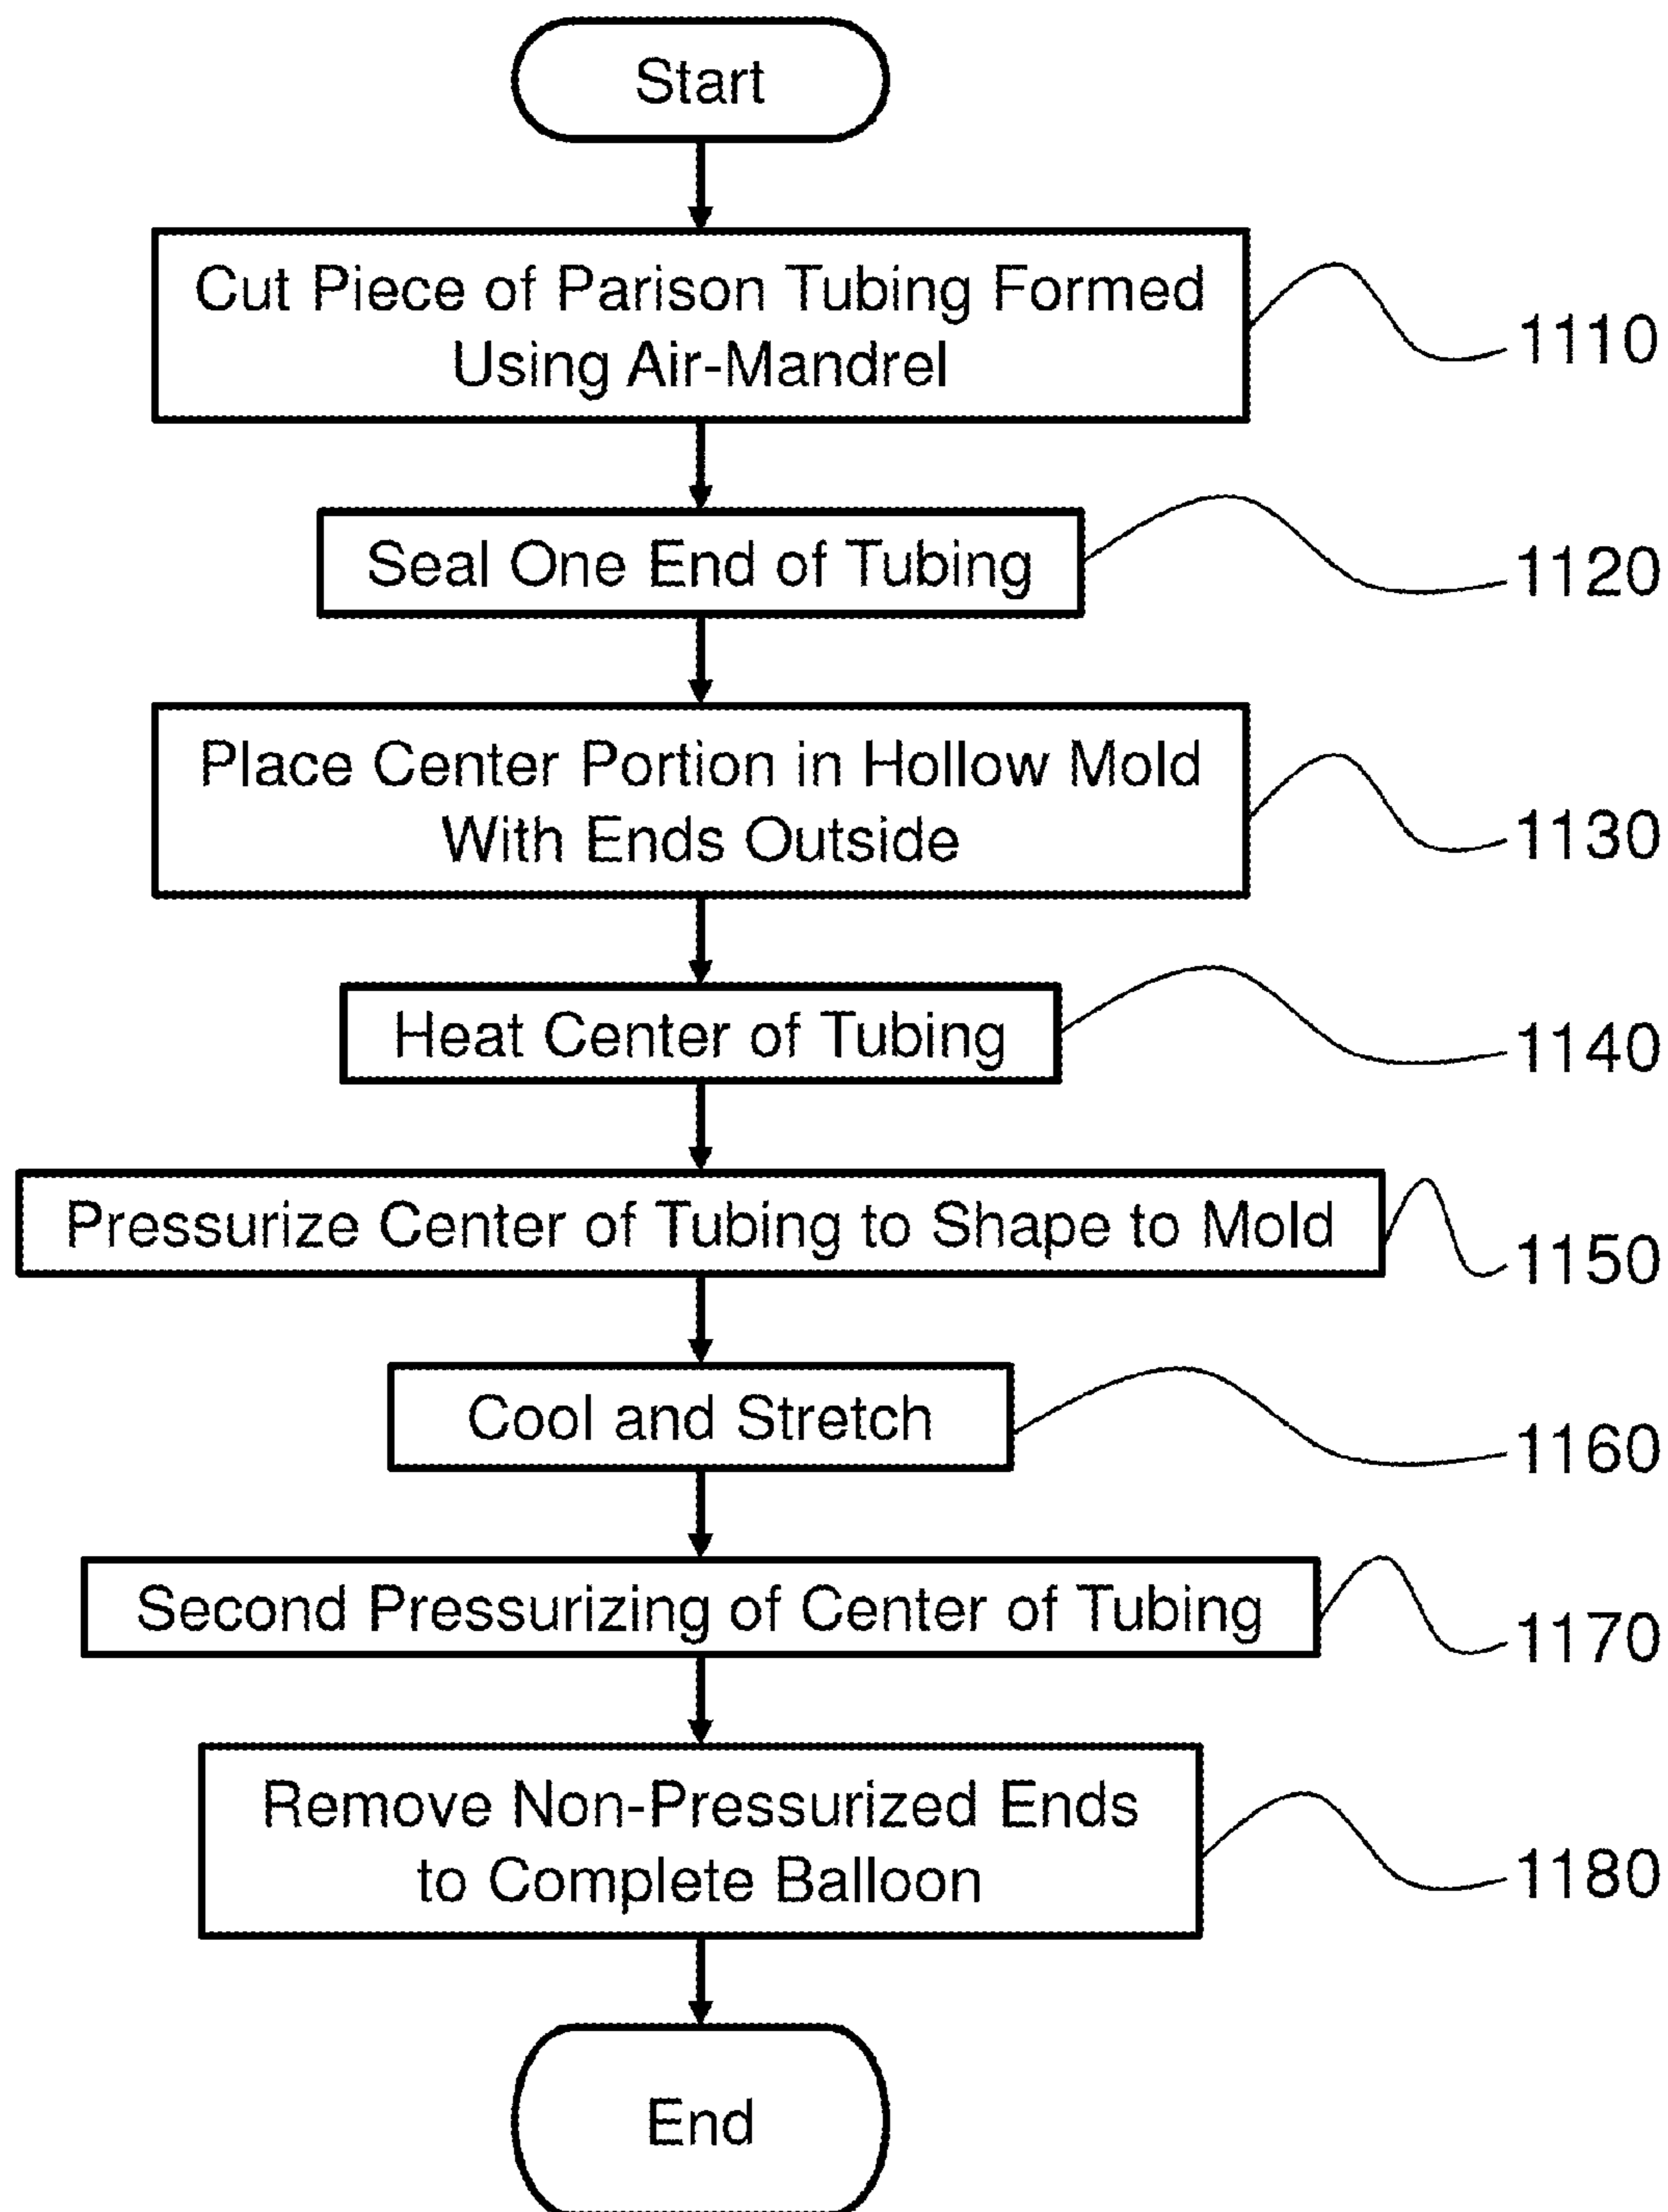 Start
Cut Piece of Parison Tubing Formed
Using Air-Mandrel
1110
Seal One End of Tubing
1120
Place Center Portion in Hollow Mold
With Ends Outside
1130
Heat Center of Tubing
1140
Pressurize Center of Tubing to Shape to Mold
1150
Cool and Stretch
1160
Second Pressurizing of Center of Tubing
1170
Remove Non-Pressurized Ends
to Complete Balloon
1180
End